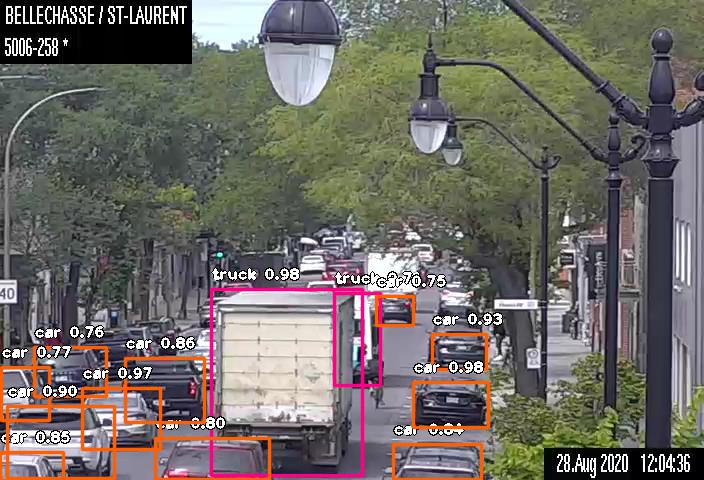 BELLECHASSE / ST-LAURENT
5006-258 *
truck 0.98
car 0.75
car 0.93
car 0.76
car 0.77
car 0.86
car 0.97
car 0.98
car 0.90
car 0.80
car 0.84
car 0.85
40
28.Aug 2020 12:04:36